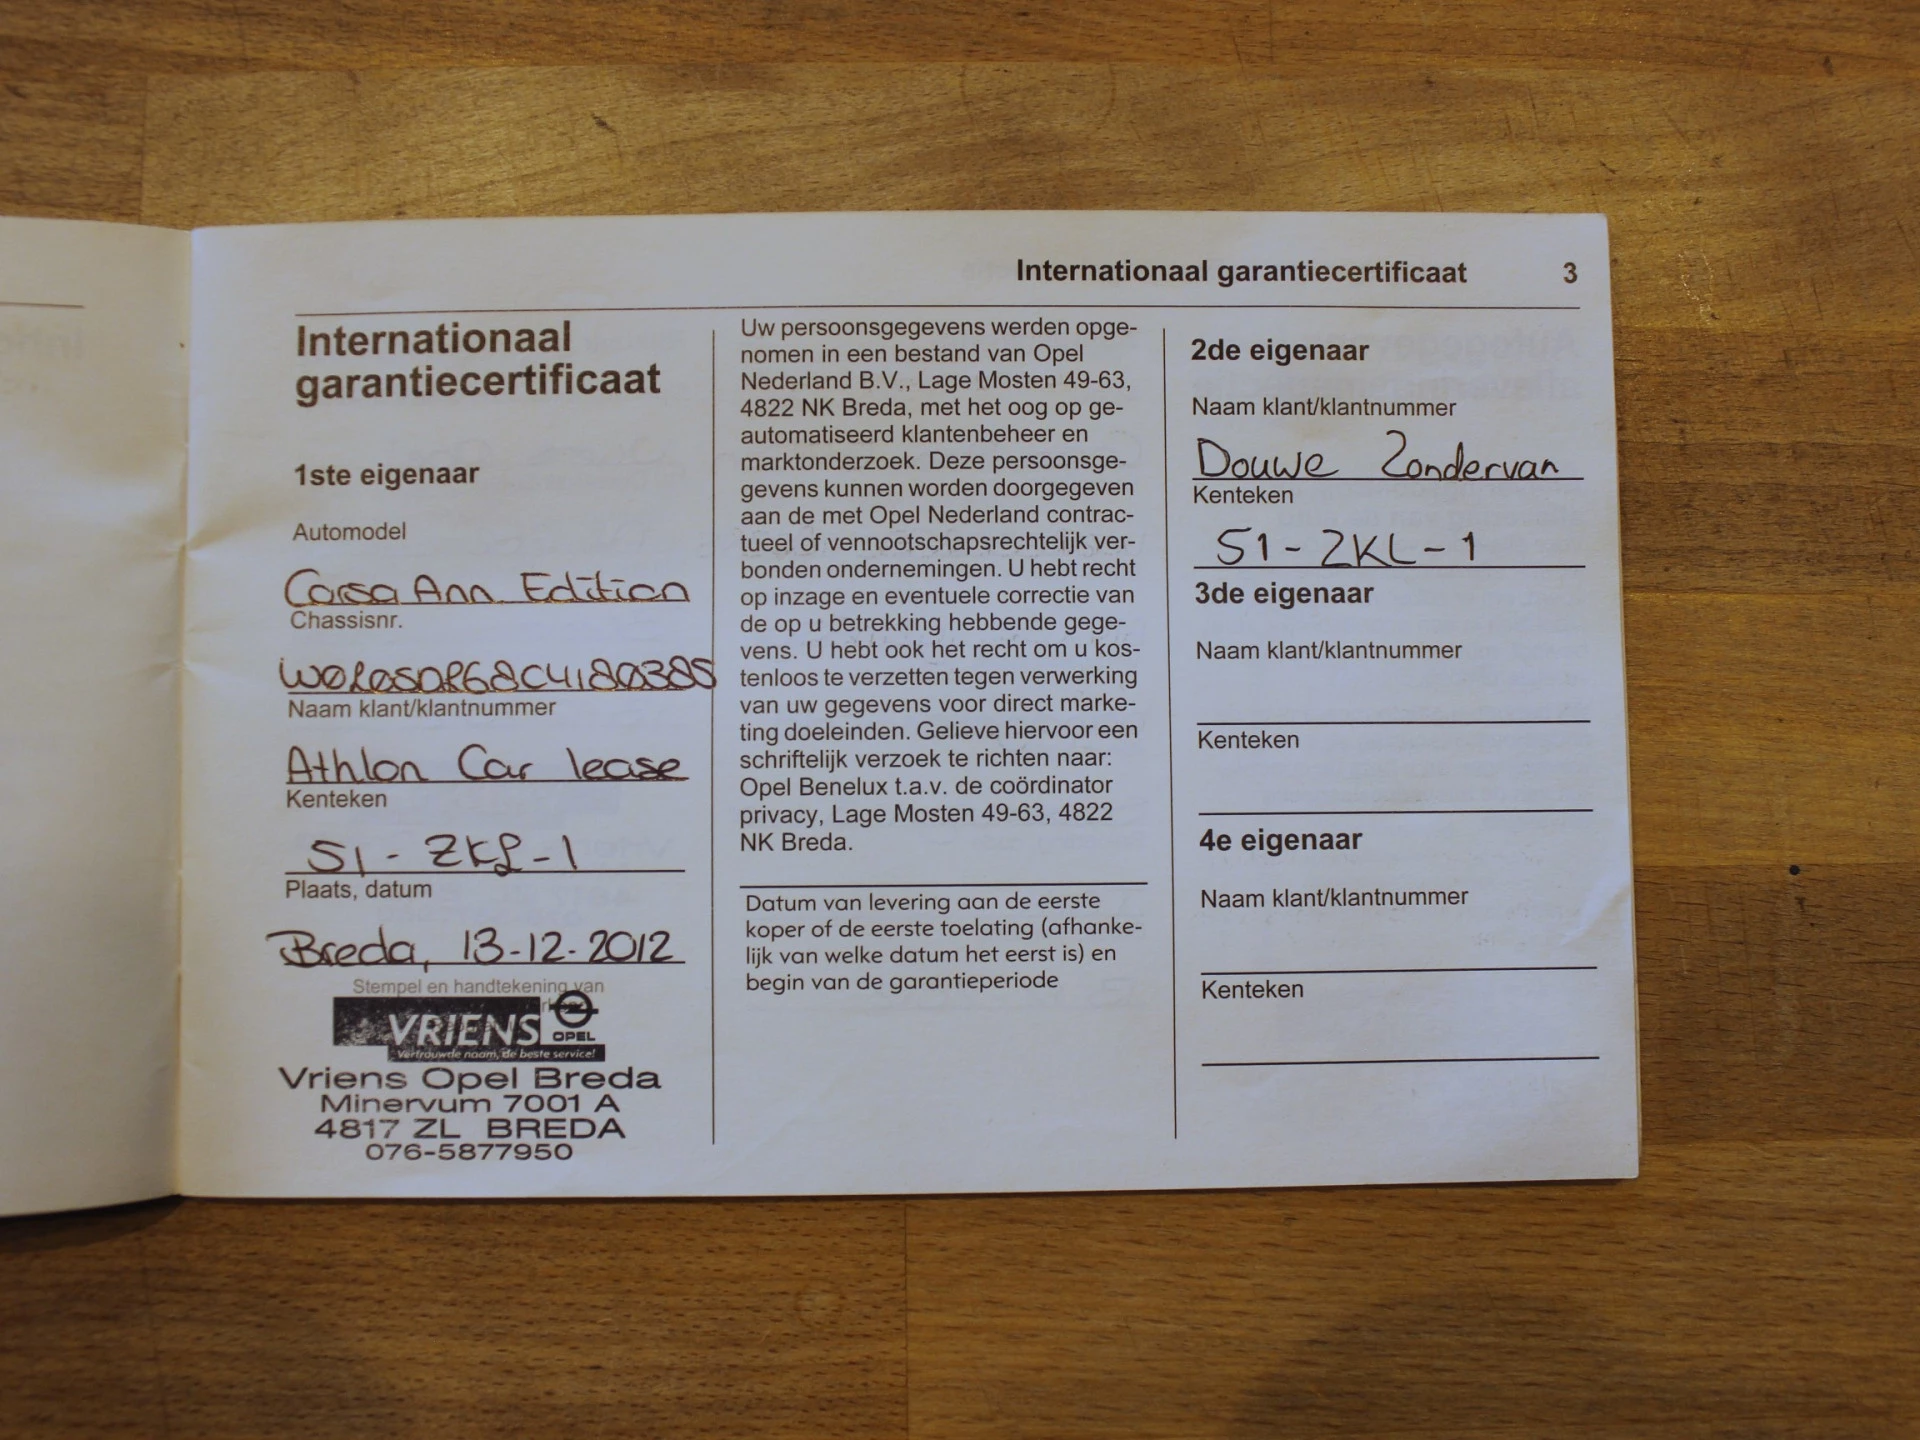 Internationaal garantiecertificaat 3
Internationaal
garantiecertificaat
1ste eigenaar
Automodel
Corsa Ann. Edition
Chassisnr.
W0L0SDL68C4180385
Naam klant/klantnummer
Athlon Car lease
Kenteken
51 - ZKL - 1
Plaats, datum
Breda, 13-12-2012
Stempel en handtekening van
VRIENS
OPEL
Vertrouwde naam, de beste service!
Vriens Opel Breda
Minervum 7001 A
4817 ZL BREDA
076-5877950
Uw persoonsgegevens werden opge-
nomen in een bestand van Opel
Nederland B.V., Lage Mosten 49-63,
4822 NK Breda, met het oog op ge-
automatiseerd klantenbeheer en
marktonderzoek. Deze persoonsge-
gevens kunnen worden doorgegeven
aan de met Opel Nederland contrac-
tueel of vennootschapsrechtelijk ver-
bonden ondernemingen. U hebt recht
op inzage en eventuele correctie van
de op u betrekking hebbende gege-
vens. U hebt ook het recht om u kos-
tenloos te verzetten tegen verwerking
van uw gegevens voor direct marke-
ting doeleinden. Gelieve hiervoor een
schriftelijk verzoek te richten naar:
Opel Benelux t.a.v. de coördinator
privacy, Lage Mosten 49-63, 4822
NK Breda.
Datum van levering aan de eerste
koper of de eerste toelating (afhanke-
lijk van welke datum het eerst is) en
begin van de garantieperiode
2de eigenaar
Naam klant/klantnummer
Douwe Zondervan
Kenteken
51 - ZKL - 1
3de eigenaar
Naam klant/klantnummer
Kenteken
4e eigenaar
Naam klant/klantnummer
Kenteken